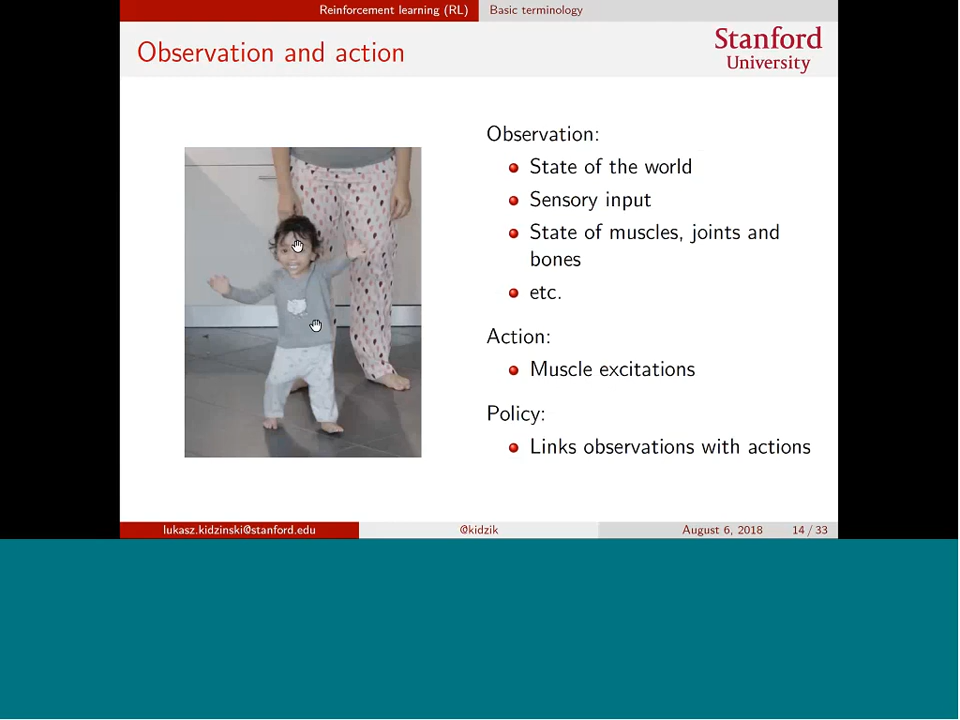 Reinforcement learning (RL) Basic terminology
Observation and action
Stanford
University
Observation:
State of the world
Sensory input
State of muscles, joints and
bones
etc.
Action:
Muscle excitations
Policy:
Links observations with actions
lukasz.kidzinski@stanford.edu @kidzik August 6, 2018 14 / 33